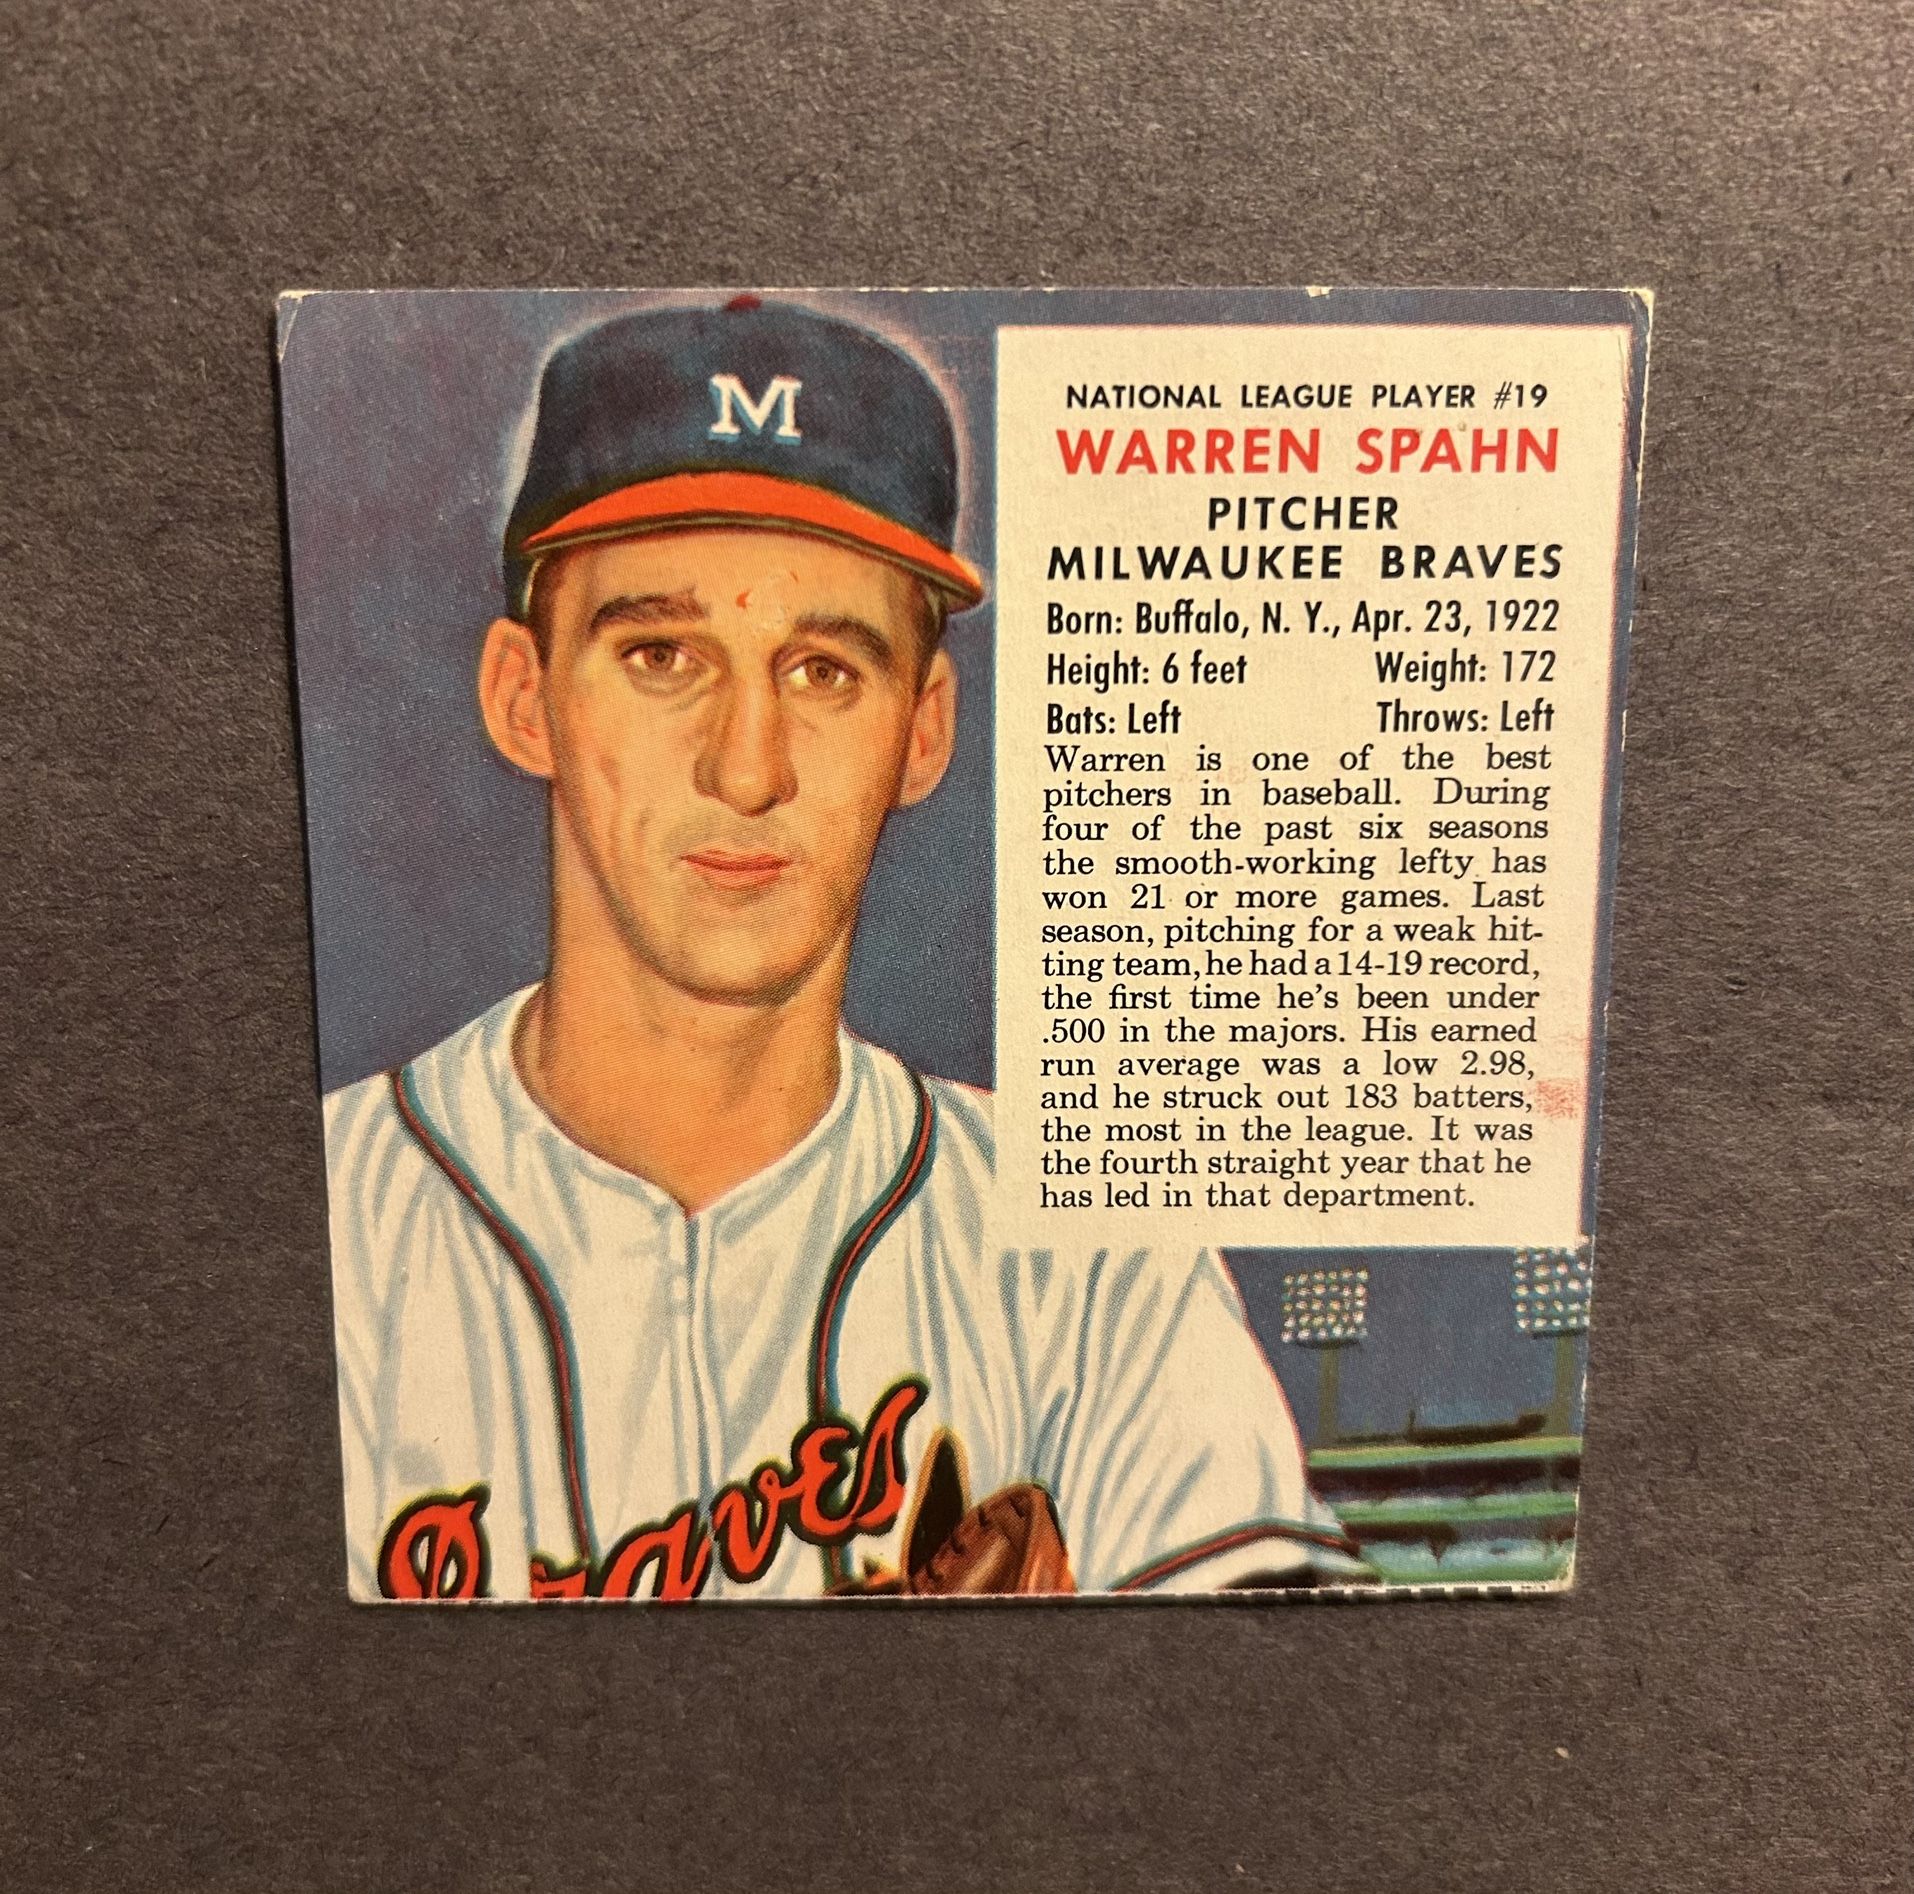 M
NATIONAL LEAGUE PLAYER #19
WARREN SPAHN
PITCHER
MILWAUKEE BRAVES
Born: Buffalo, N. Y., Apr. 23, 1922
Height: 6 feet Weight: 172
Bats: Left Throws: Left
Warren is one of the best
pitchers in baseball. During
four of the past six seasons
the smooth-working lefty has
won 21 or more games. Last
season, pitching for a weak hit-
ting team, he had a 14-19 record,
the first time he's been under
.500 in the majors. His earned
run average was a low 2.98,
and he struck out 183 batters,
the most in the league. It was
the fourth straight year that he
has led in that department.
Braves